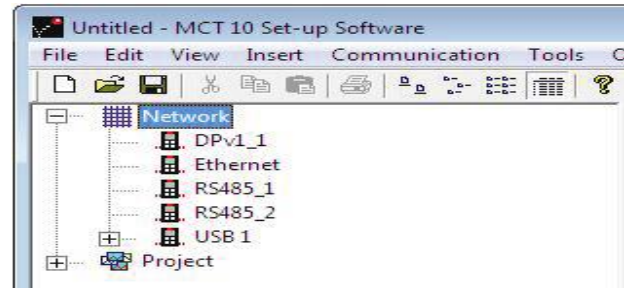 Untitled - MCT 10 Set-up Software
File Edit View Insert Communication Tools
Network
DPv1_1
Ethernet
RS485_1
RS485_2
USB 1
Project